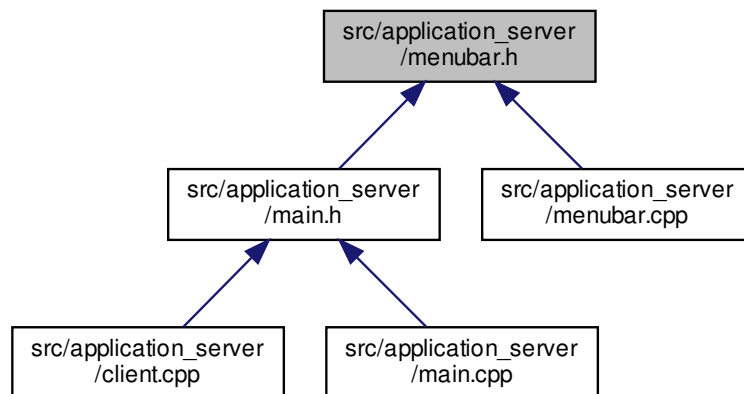 src/application_server
/menubar.h
src/application_server
/main.h
src/application_server
/menubar.cpp
src/application_server
/client.cpp
src/application_server
/main.cpp